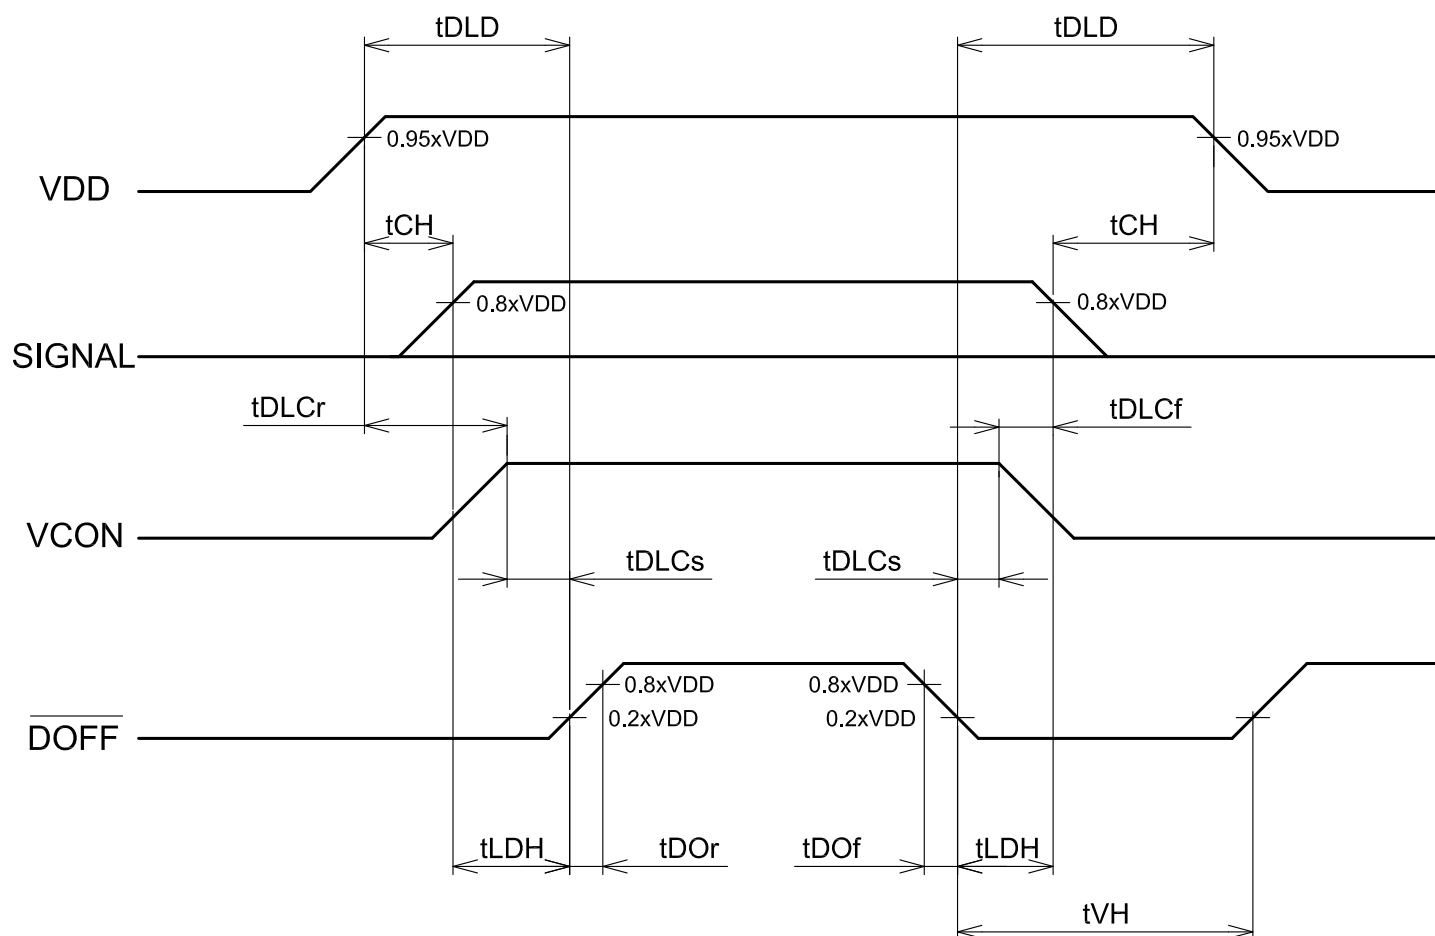 tDLD tDLD
0.95xVDD 0.95xVDD
VDD
tCH tCH
0.8xVDD 0.8xVDD
SIGNAL
tDLCr tDLCf
VCON
tDLCs tDLCs
0.8xVDD 0.8xVDD
0.2xVDD 0.2xVDD
DOFF
tLDH tDOr tDOf tLDH
tVH